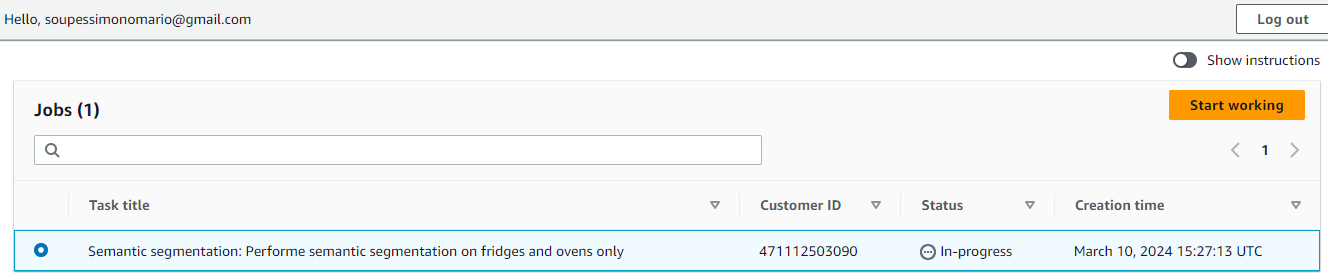 Hello, soupessimonomario@gmail.com
Log out
Show instructions
Jobs (1)
Start working
1
Task title
Customer ID
Status
Creation time
Semantic segmentation: Performe semantic segmentation on fridges and ovens only
471112503090
In-progress
March 10, 2024 15:27:13 UTC